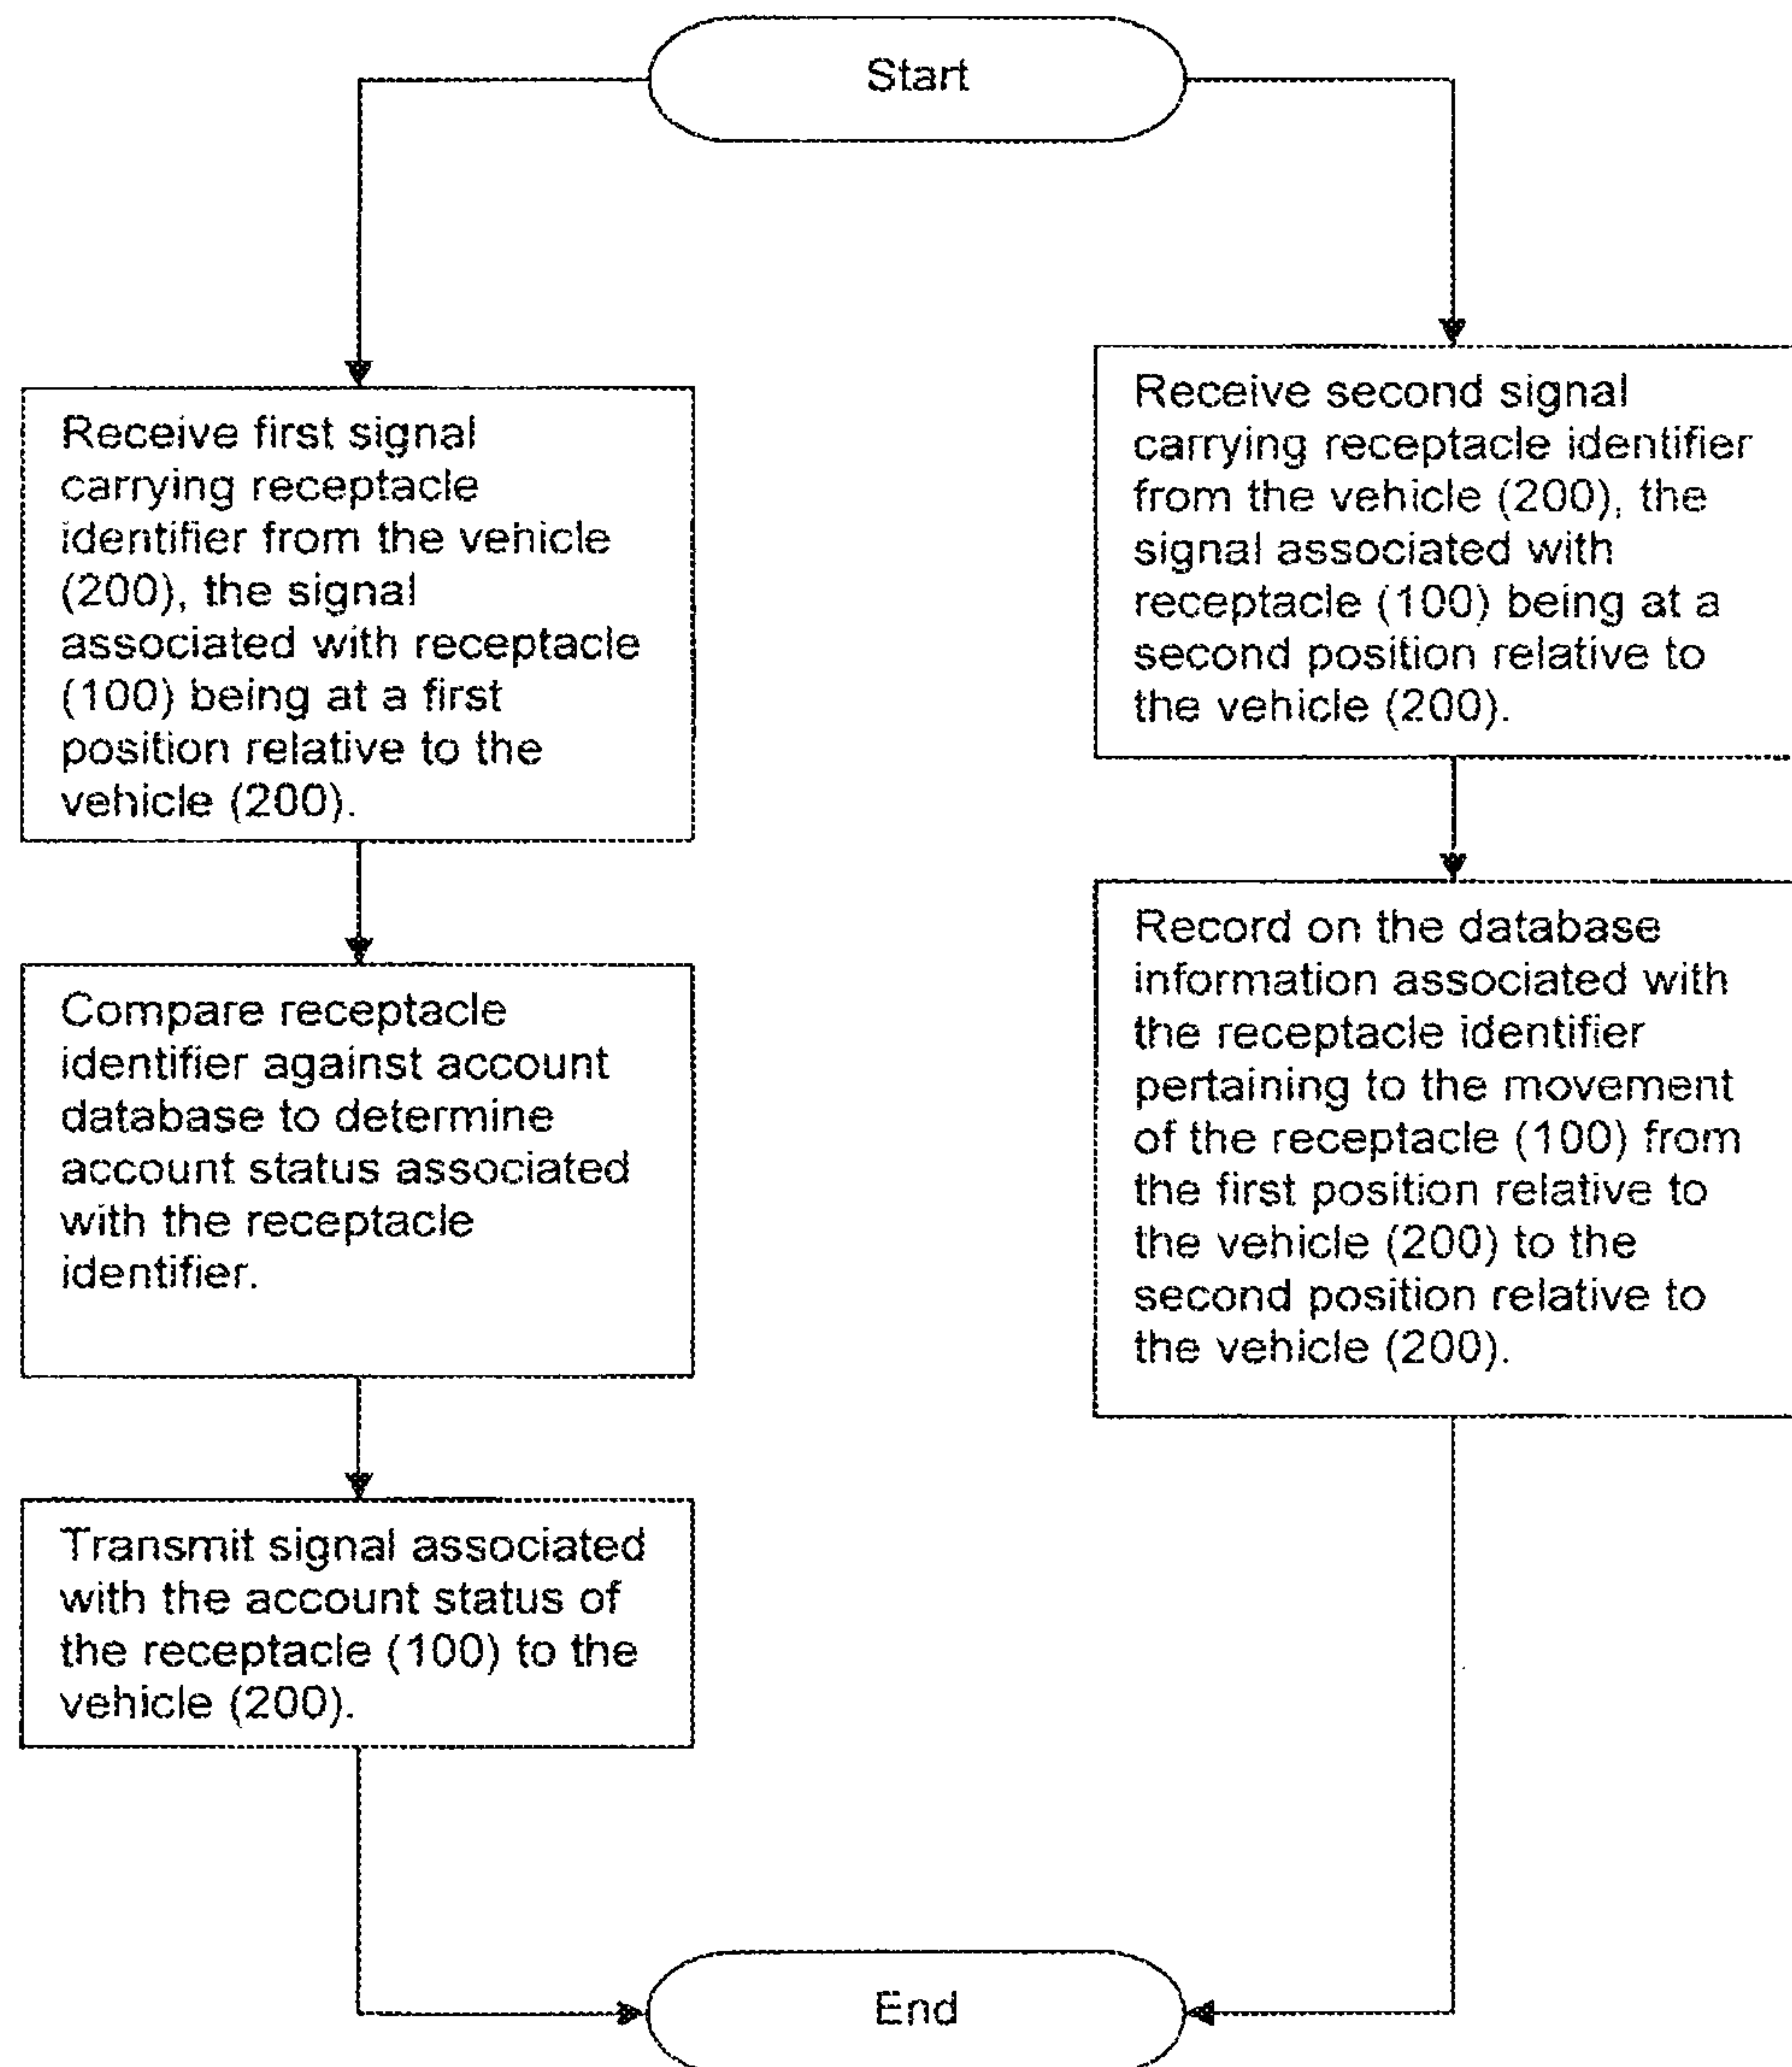 Start
Receive first signal
carrying receptacle
identifier from the vehicle
(200), the signal
associated with receptacle
(100) being at a first
position relative to the
vehicle (200).
Compare receptacle
identifier against account
database to determine
account status associated
with the receptacle
identifier.
Transmit signal associated
with the account status of
the receptacle (100) to the
vehicle (200).
Receive second signal
carrying receptacle identifier
from the vehicle (200), the
signal associated with
receptacle (100) being at a
second position relative to
the vehicle (200).
Record on the database
information associated with
the receptacle identifier
pertaining to the movement
of the receptacle (100) from
the first position relative to
the vehicle (200) to the
second position relative to
the vehicle (200).
End